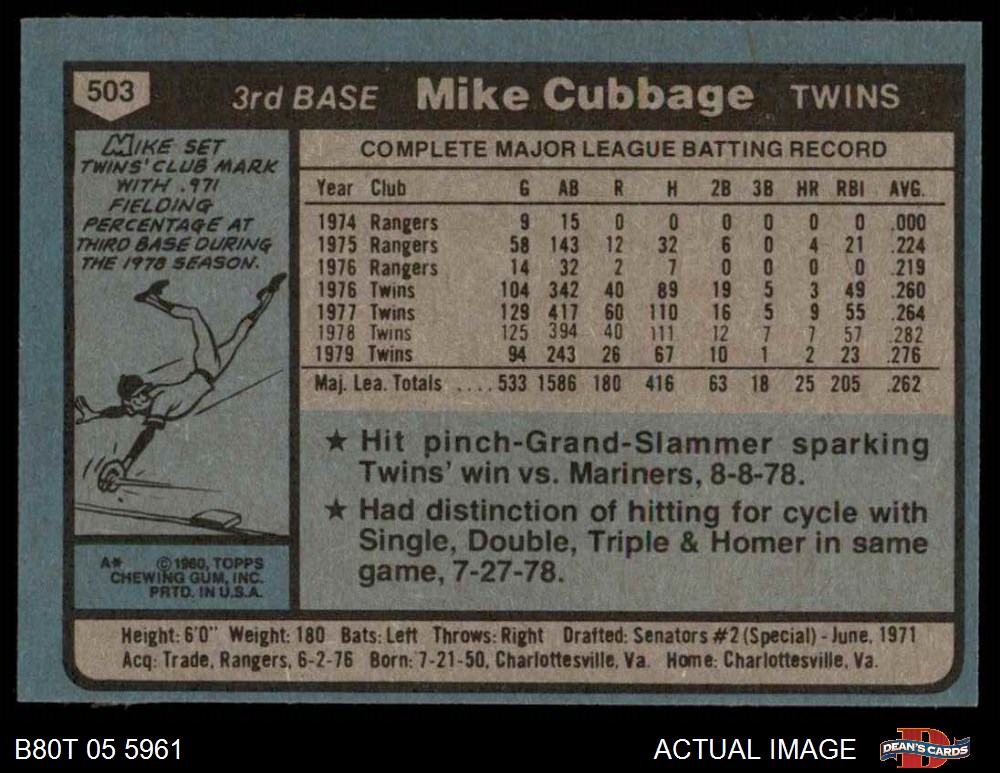 503 3rd BASE Mike Cubbage TWINS
MIKE SET
TWINS' CLUB MARK
WITH .971
FIELDING
PERCENTAGE AT
THIRD BASE DURING
THE 1978 SEASON.
A* ©1980, TOPPS
CHEWING GUM, INC.
PRTD. IN U.S.A.
COMPLETE MAJOR LEAGUE BATTING RECORD
Year Club G AB R H 2B 3B HR RBI AVG.
1974 Rangers 9 15 0 0 0 0 0 0 .000
1975 Rangers 58 143 12 32 6 0 4 21 .224
1976 Rangers 14 32 2 7 0 0 0 0 .219
1976 Twins 104 342 40 89 19 5 3 49 .260
1977 Twins 129 417 60 110 16 5 9 55 .264
1978 Twins 125 394 40 111 12 7 7 57 .282
1979 Twins 94 243 26 67 10 1 2 23 .276
Maj. Lea. Totals .... 533 1586 180 416 63 18 25 205 .262
★ Hit pinch-Grand-Slammer sparking
Twins' win vs. Mariners, 8-8-78.
★ Had distinction of hitting for cycle with
Single, Double, Triple & Homer in same
game, 7-27-78.
Height: 6'0" Weight: 180 Bats: Left Throws: Right Drafted: Senators #2 (Special) - June, 1971
Acq: Trade, Rangers, 6-2-76 Born: 7-21-50, Charlottesville, Va. Home: Charlottesville, Va.
B80T 05 5961 ACTUAL IMAGE DEAN'S CARDS